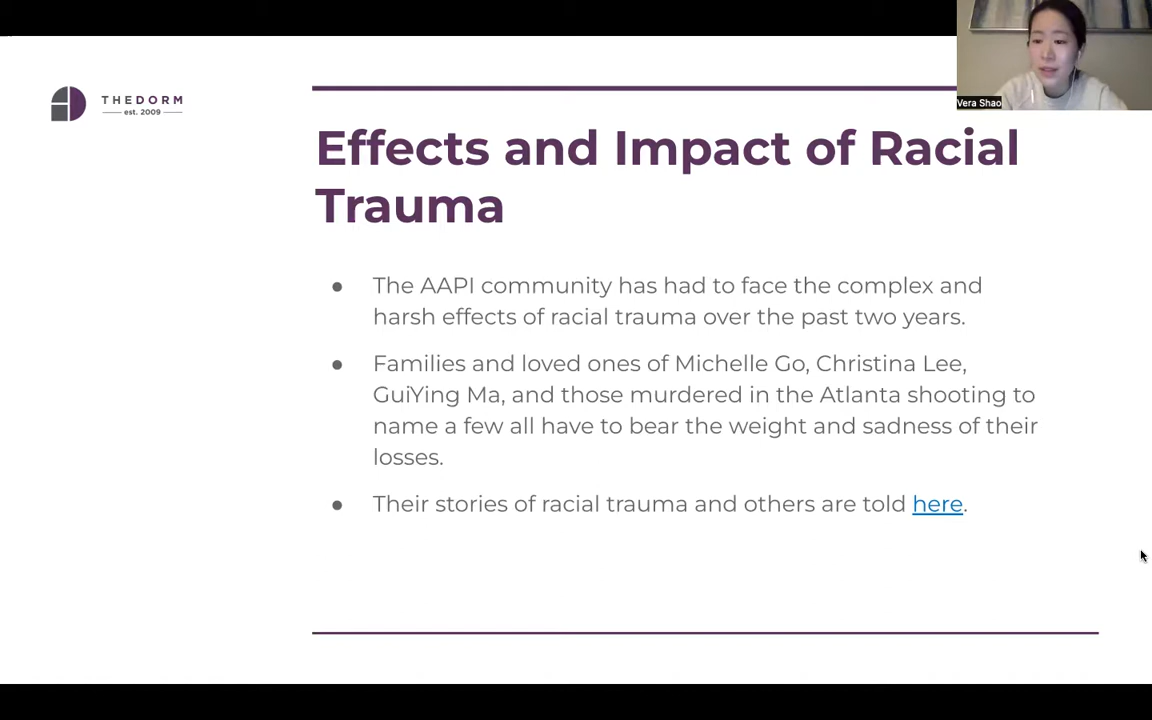 THEDORM
est. 2009
Vera Shao
Effects and Impact of Racial
Trauma
● The AAPI community has had to face the complex and
harsh effects of racial trauma over the past two years.
● Families and loved ones of Michelle Go, Christina Lee,
GuiYing Ma, and those murdered in the Atlanta shooting to
name a few all have to bear the weight and sadness of their
losses.
● Their stories of racial trauma and others are told here.